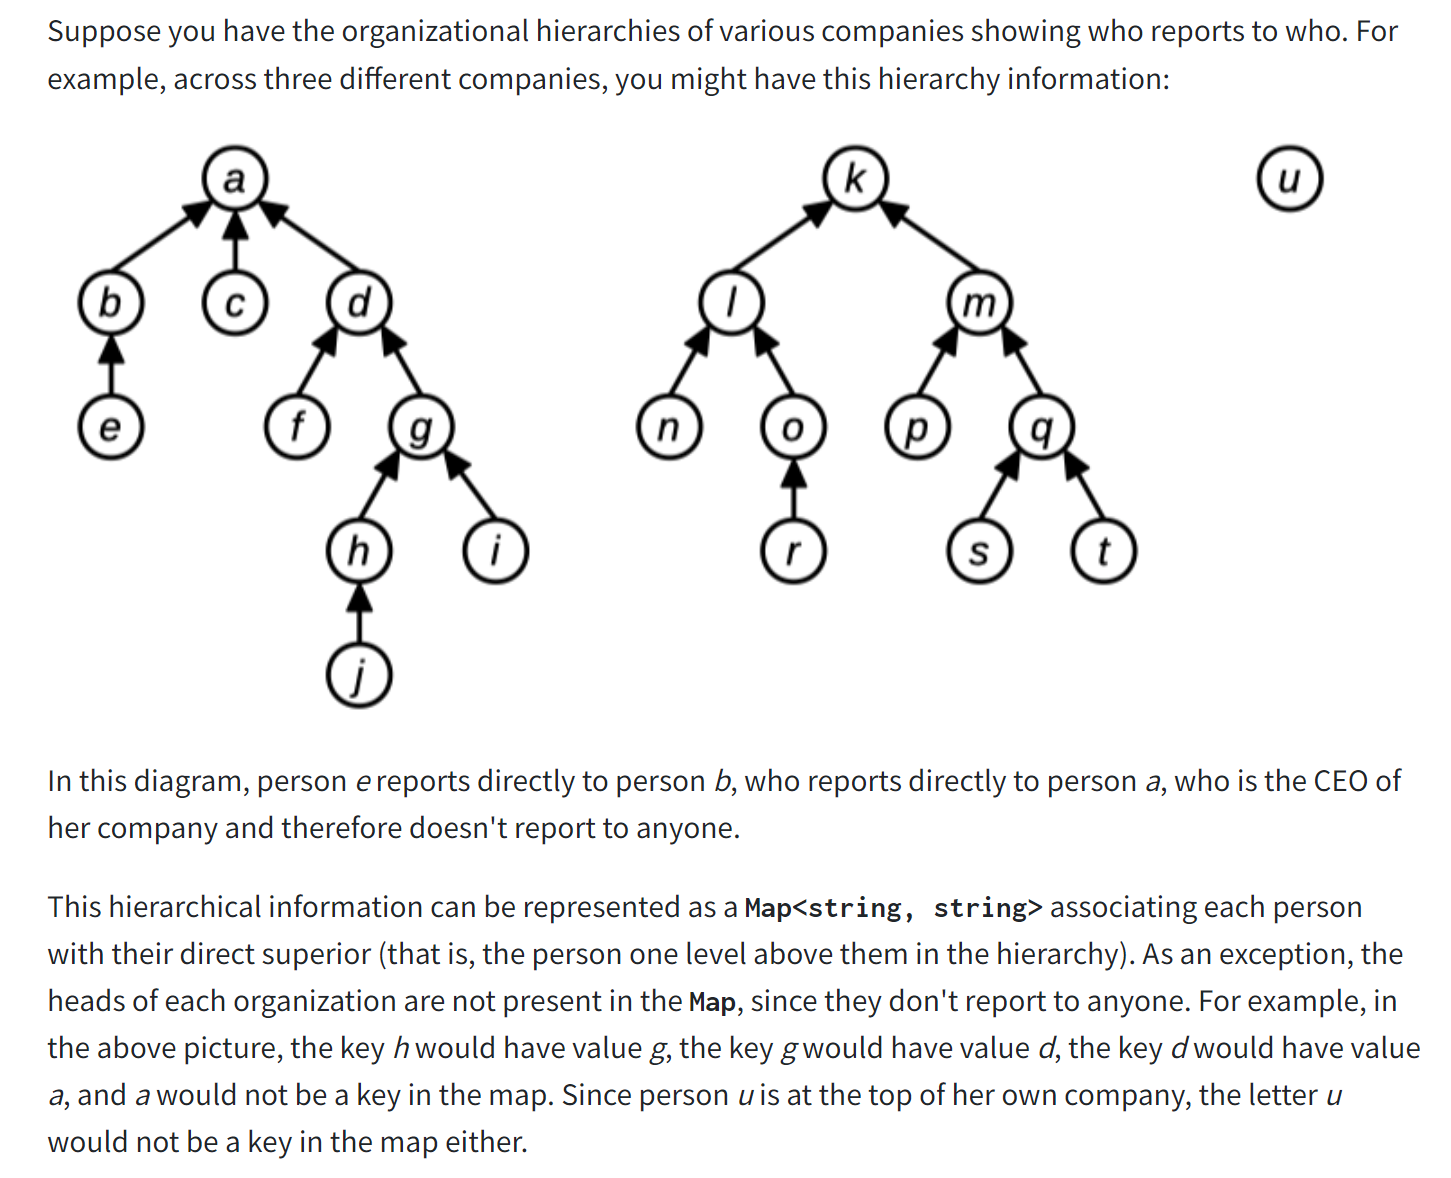 Suppose you have the organizational hierarchies of various companies showing who reports to who. For
example, across three different companies, you might have this hierarchy information:
a k u
b c d l m
e f g n o p q
h i r s t
j
In this diagram, person e reports directly to person b, who reports directly to person a, who is the CEO of
her company and therefore doesn't report to anyone.
This hierarchical information can be represented as a Map<string, string> associating each person
with their direct superior (that is, the person one level above them in the hierarchy). As an exception, the
heads of each organization are not present in the Map, since they don't report to anyone. For example, in
the above picture, the key h would have value g, the key g would have value d, the key d would have value
a, and a would not be a key in the map. Since person u is at the top of her own company, the letter u
would not be a key in the map either.